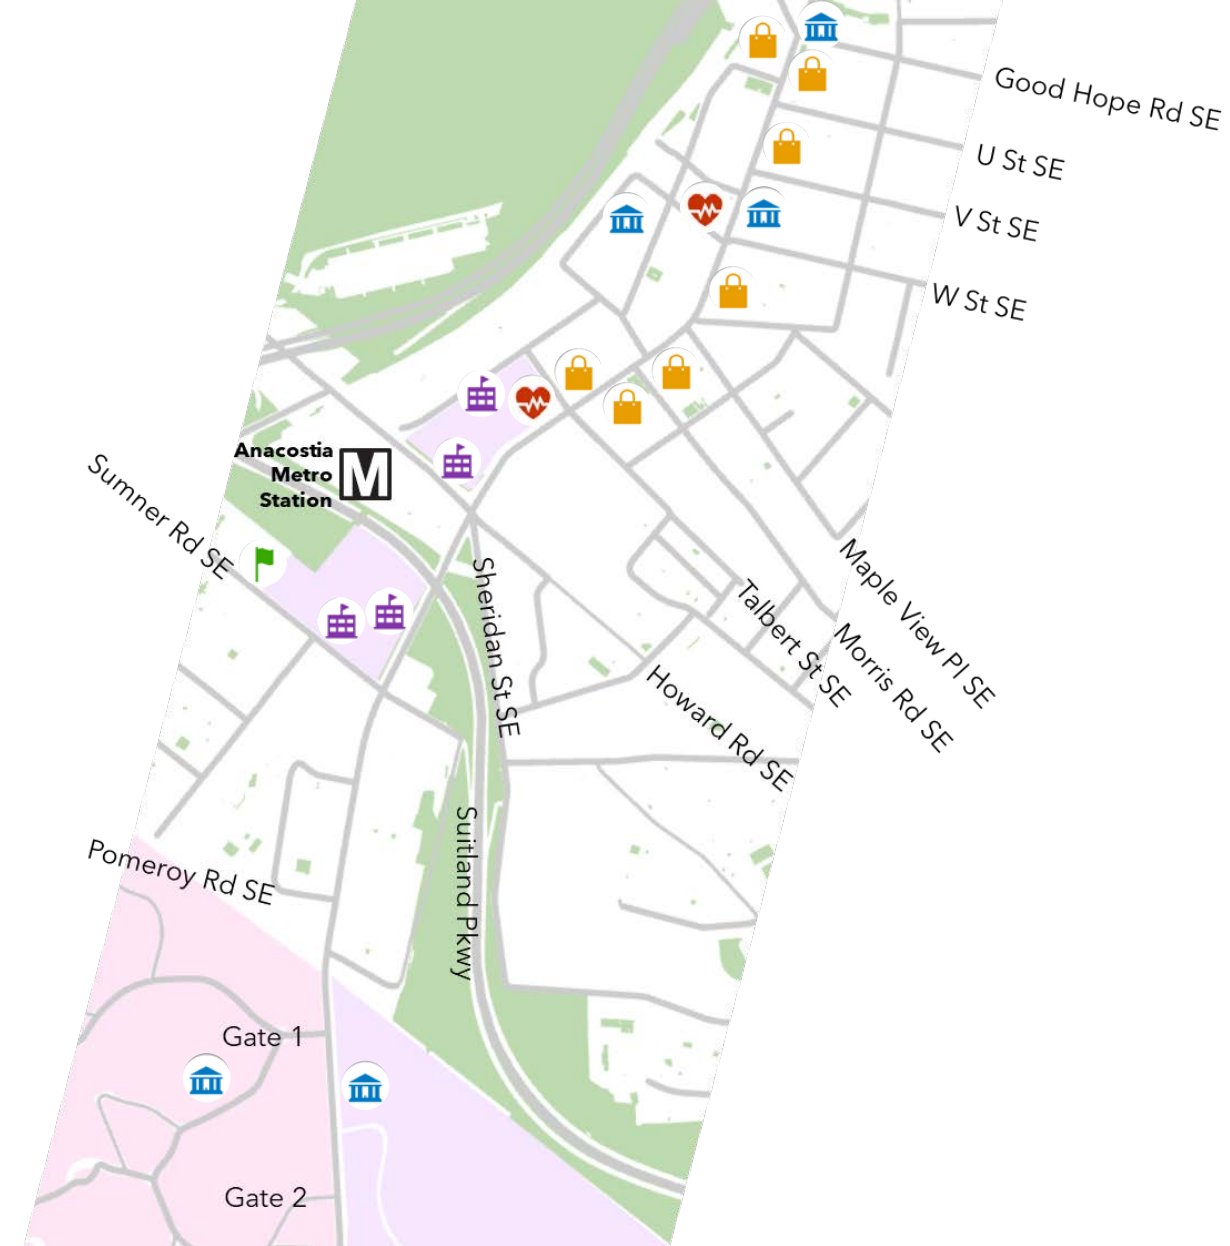 Good Hope Rd SE
U St SE
V St SE
W St SE
Anacostia
Metro
Station
M
Sumner Rd SE
Sheridan St SE
Maple View Pl SE
Talbert St SE
Morris Rd SE
Howard Rd SE
Suitland Pkwy
Pomeroy Rd SE
Gate 1
Gate 2